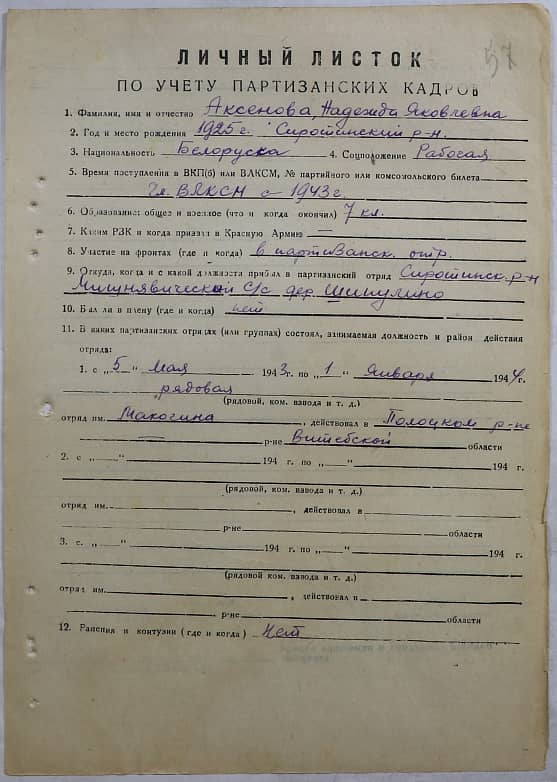 57
ЛИЧНЫЙ ЛИСТОК
ПО УЧЕТУ ПАРТИЗАНСКИХ КАДРОВ
1. Фамилия, имя и отчество Аксенова, Надежда Яковлевна
2. Год и место рождения 1925 г. Сиротинский р-н.
3. Национальность Белоруска 4. Соцположение Рабочая
5. Время поступления в ВКП(б) или ВЛКСМ, № партийного или комсомольского билета
Чл. ВЛКСМ с 1943 г.
6. Образование: общее и военное (что и когда окончил) 7 кл.
7. Каким РЗК и когда призван в Красную Армию —
8. Участие на фронтах (где и когда) в партизанск. отр.
9. Откуда, когда и с какой должности прибыл в партизанский отряд Сиротинск. р-н
Мишнявический С/с дер. Шипулино
10. Был ли в плену (где и когда) нет
11. В каких партизанских отрядах (или группах) состоял, занимаемая должность и район действия
отряда:
1. с „5“ мая 1943 г. по „1“ Января 1944 г.
рядовая
(рядовой, ком. взвода и т. д.)
отряд им. Макогина, действовал в Полоцком р-не
— р-не Витебской области
2. с „—“ 194 г. по „—“ 194 г.
(рядовой, ком. взвода и т. д.)
отряд им. , действовал в
р-не области
3. с. „—“ 194 г. по „—“ 194 г.
(рядовой ком. взвода и т. д.)
отряд им. , действовал в
р-не области
12. Ранения и контузии (где и когда) Нет